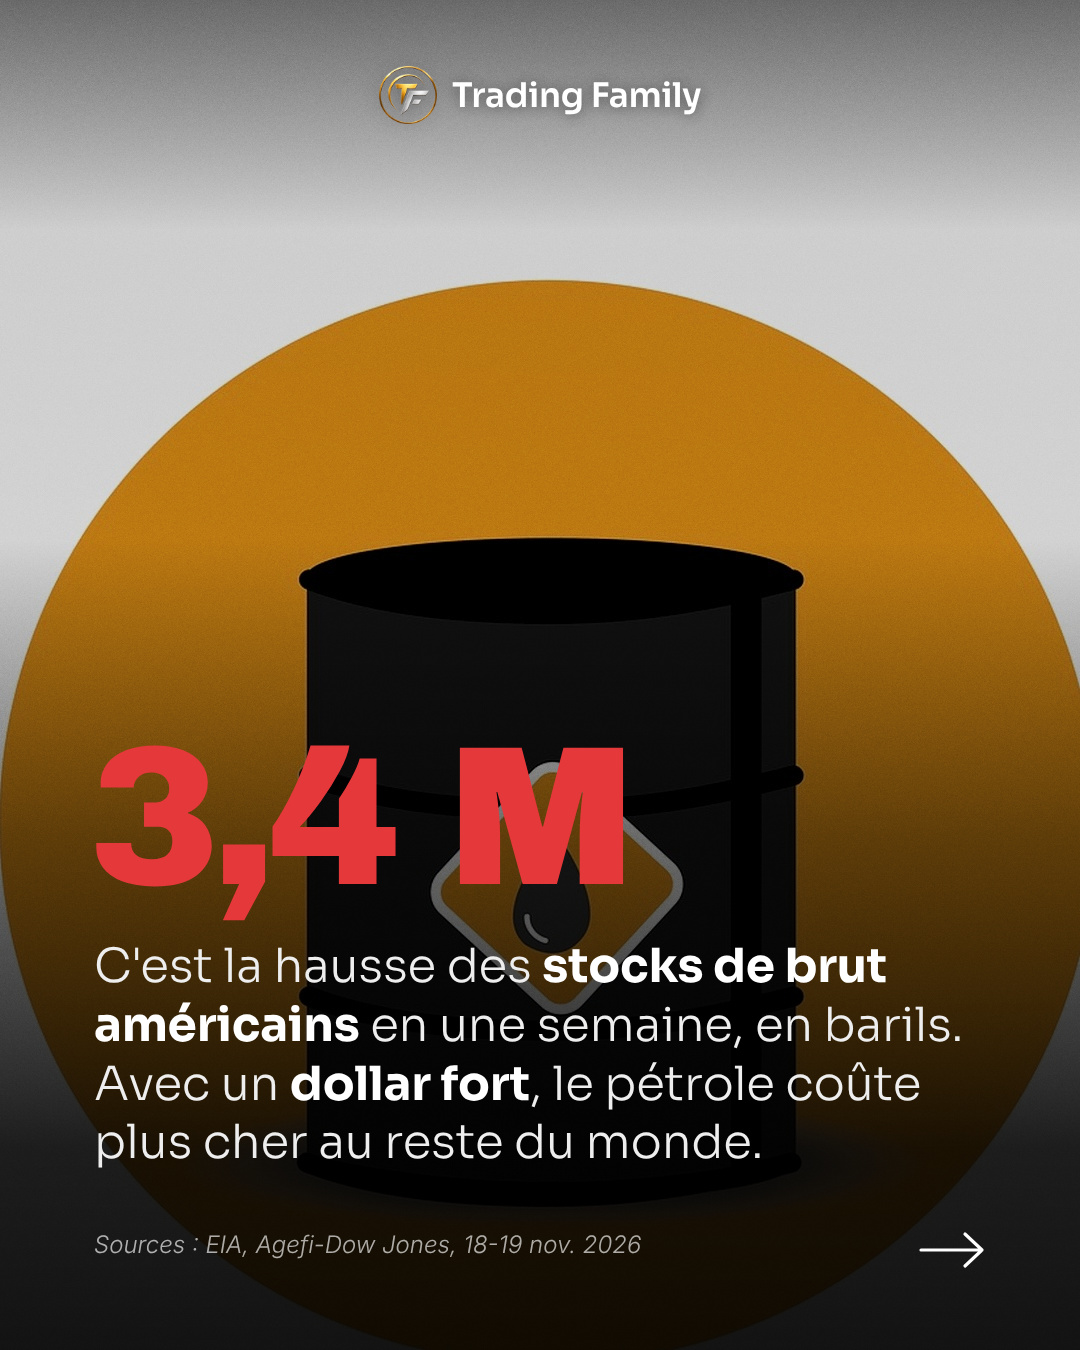 Trading Family
3,4 M
C'est la hausse des stocks de brut
américains en une semaine, en barils.
Avec un dollar fort, le pétrole coûte
plus cher au reste du monde.
Sources : EIA, Agefi-Dow Jones, 18-19 nov. 2026